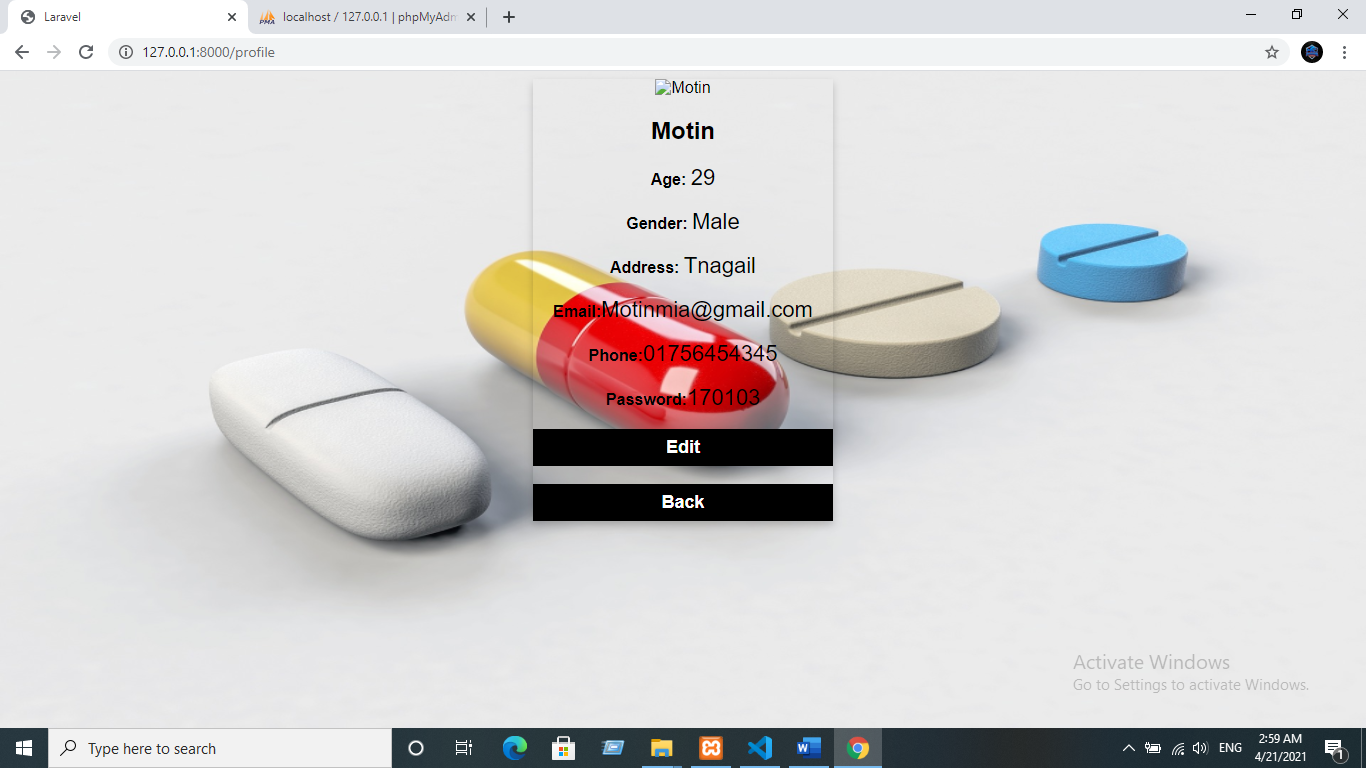 Laravel
localhost / 127.0.0.1 | phpMyAdm
127.0.0.1:8000/profile
Motin
Motin
Age: 29
Gender: Male
Address: Tnagail
Email:Motinmia@gmail.com
Phone:01756454345
Password:170103
Edit
Back
Activate Windows
Go to Settings to activate Windows.
Type here to search
ENG
2:59 AM
4/21/2021
1